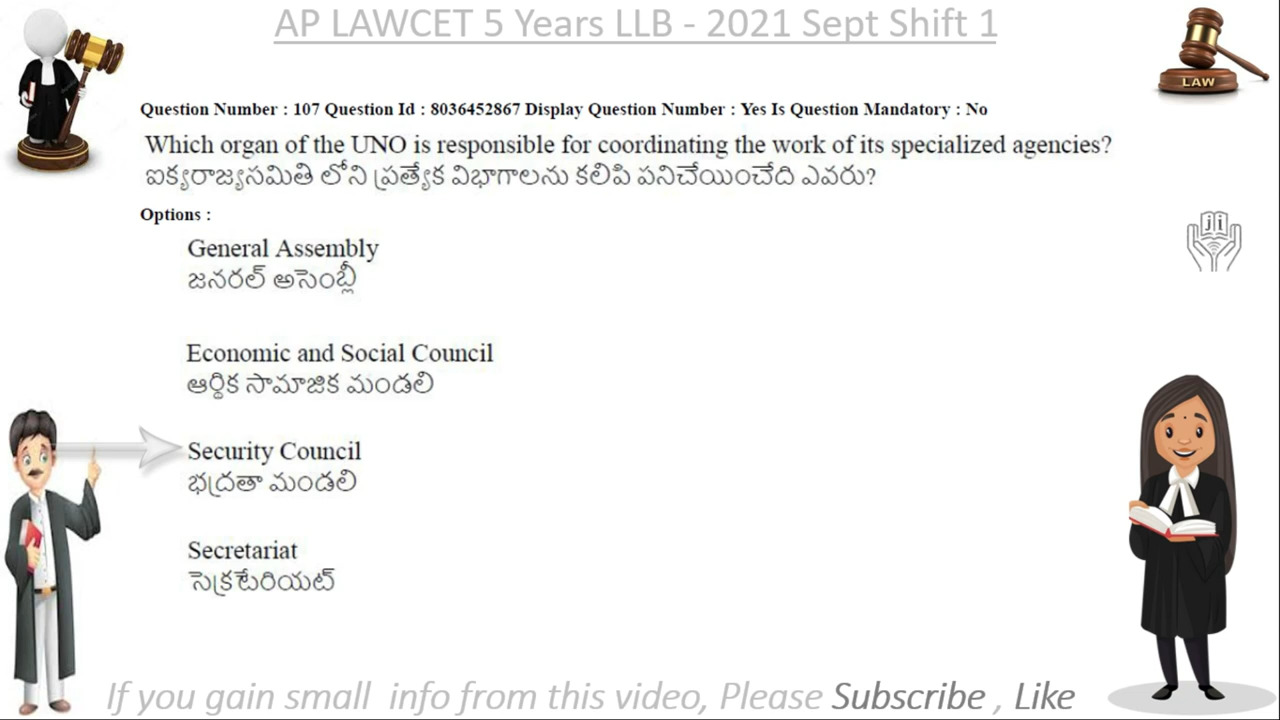 AP LAWCET 5 Years LLB - 2021 Sept Shift 1
LAW
Question Number : 107 Question Id : 8036452867 Display Question Number : Yes Is Question Mandatory : No
Which organ of the UNO is responsible for coordinating the work of its specialized agencies?
ఐక్యరాజ్యసమితి లోని ప్రత్యేక విభాగాలను కలిపి పనిచేయించేది ఎవరు?
Options :
General Assembly
జనరల్ అసెంబ్లీ
ji
Economic and Social Council
ఆర్థిక సామాజిక మండలి
Security Council
భద్రతా మండలి
Secretariat
సెక్రటేరియట్
If you gain small info from this video, Please Subscribe , Like